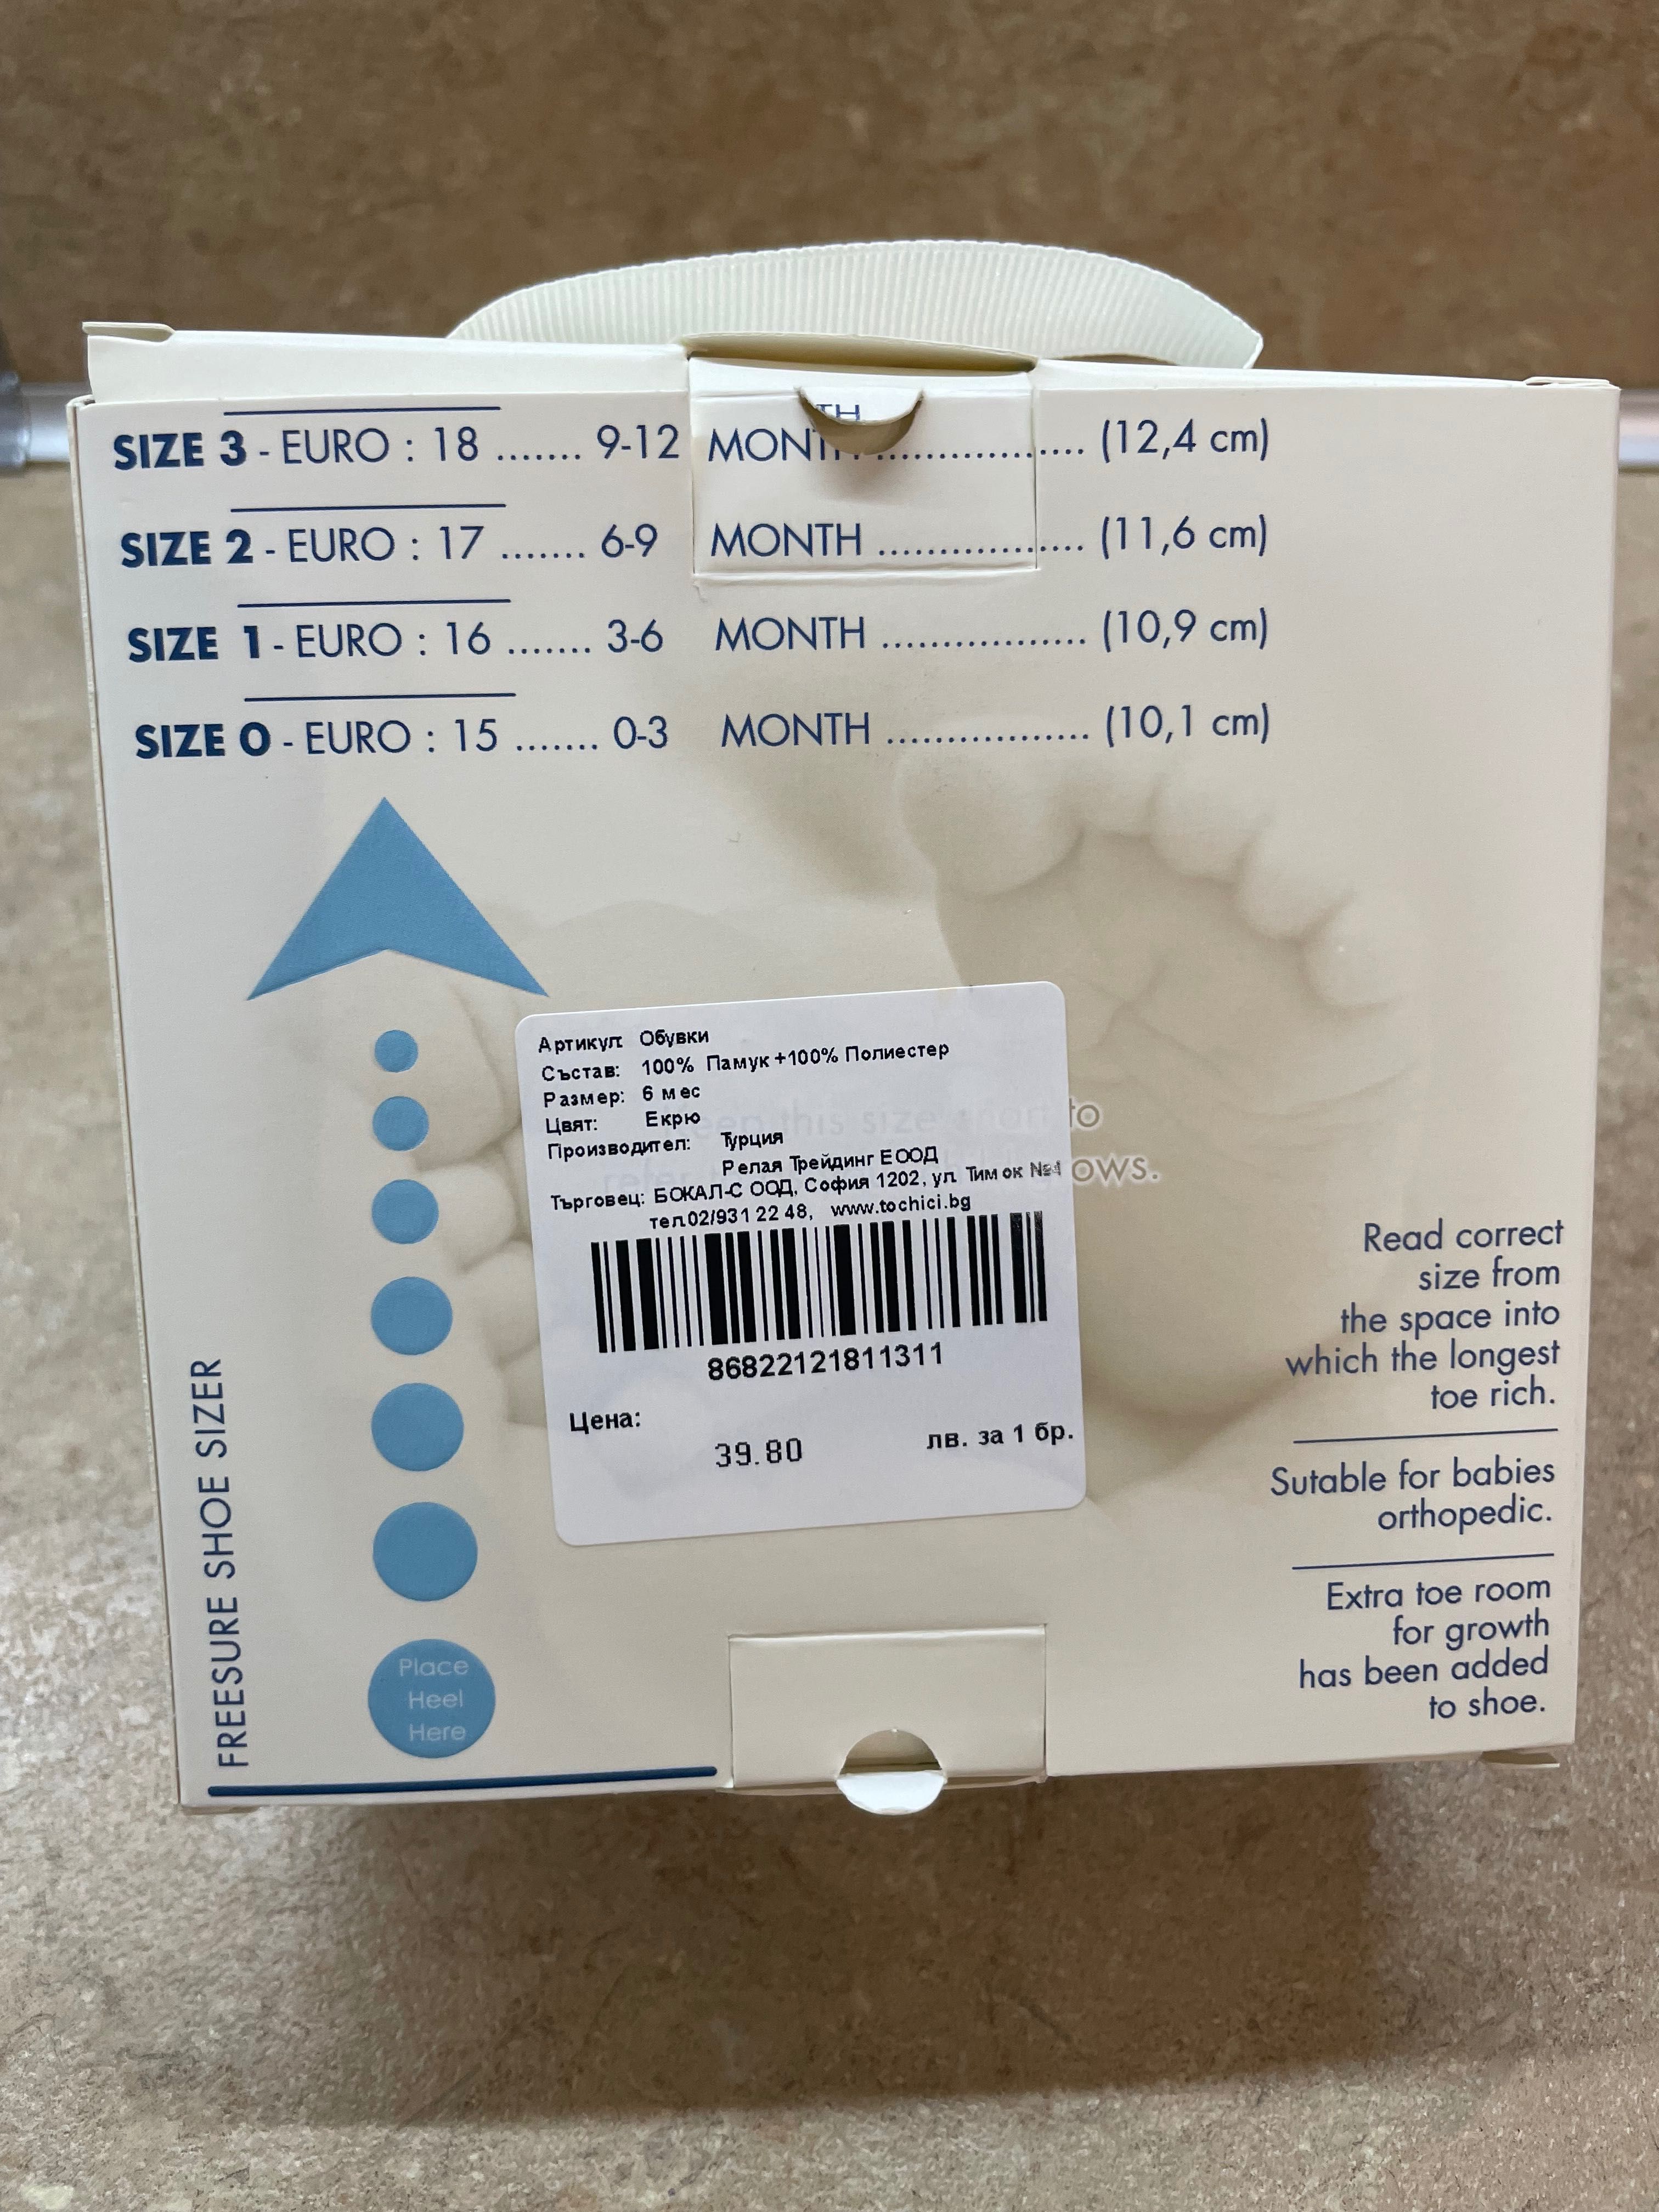 SIZE 3 - EURO : 18 ....... 9-12 MONTH ................... (12,4 cm)
SIZE 2 - EURO : 17 ....... 6-9 MONTH ................... (11,6 cm)
SIZE 1 - EURO : 16 ....... 3-6 MONTH ................. (10,9 cm)
SIZE 0 - EURO : 15 ....... 0-3 MONTH ................. (10,1 cm)
Артикул: Обувки
Състав: 100% Памук+100% Полиестер
Размер: 6 мес
Цвят: Екрю
Производител: Турция
Релая Трейдинг ЕООД
Търговец: БОКАЛ-С ООД, София 1202, ул. Тимок №4
тел.02/931 22 48, www.tochici.bg
86822121811311
Цена:
39.80 лв. за 1 бр.
this size to
Read correct
size from
the space into
which the longest
toe rich.
Sutable for babies
orthopedic.
Extra toe room
for growth
has been added
to shoe.
FREESURE SHOE SIZER
Place
Heel
Here